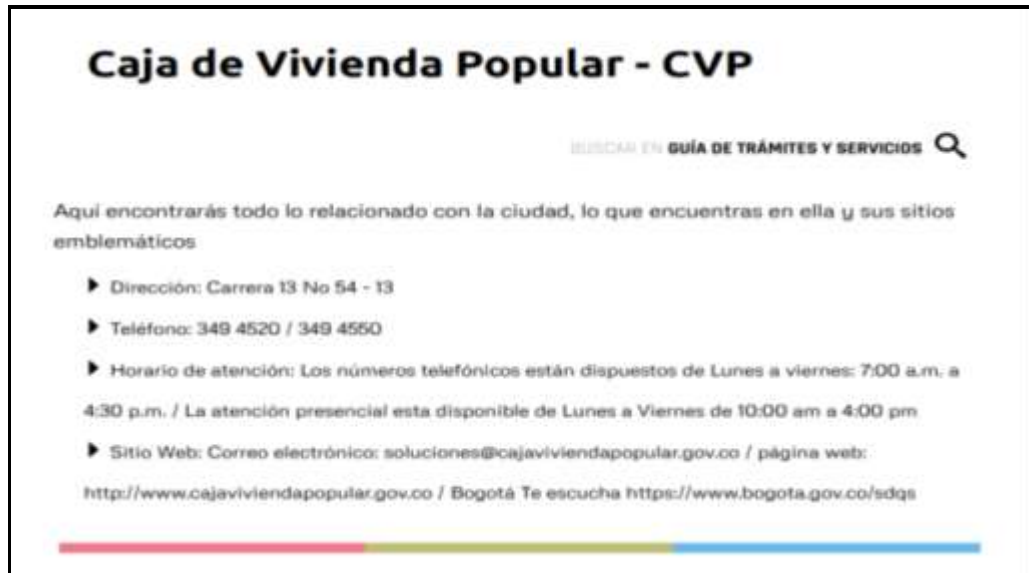 Caja de Vivienda Popular - CVP
BUSCAR EN GUÍA DE TRÁMITES Y SERVICIOS
Aquí encontrarás todo lo relacionado con la ciudad, lo que encuentras en ella y sus sitios
emblemáticos
Dirección: Carrera 13 No 54 - 13
Teléfono: 349 4520 / 349 4550
Horario de atención: Los números telefónicos están dispuestos de Lunes a viernes: 7:00 a.m. a
4:30 p.m. / La atención presencial esta disponible de Lunes a Viernes de 10:00 am a 4:00 pm
Sitio Web: Correo electrónico: soluciones@cajaviviendapopular.gov.co / página web:
http://www.cajaviviendapopular.gov.co / Bogotá Te escucha https://www.bogota.gov.co/sdqs